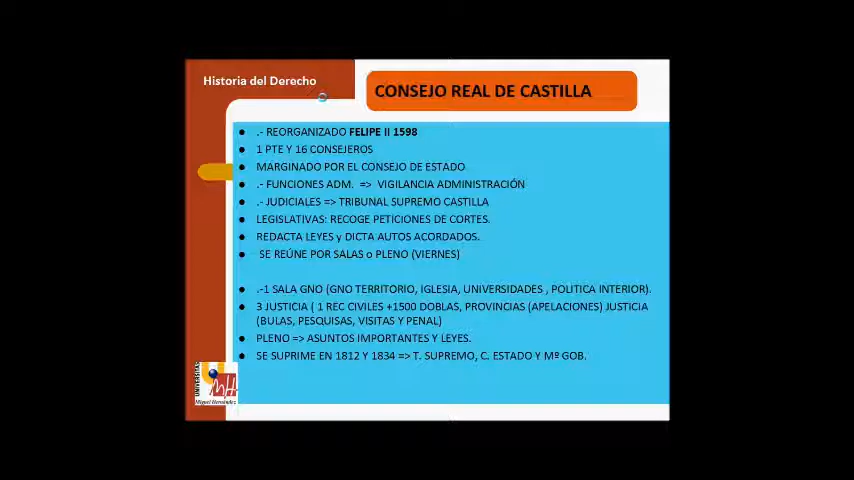 Historia del Derecho
CONSEJO REAL DE CASTILLA
● .- REORGANIZADO FELIPE II 1598
● 1 PTE Y 16 CONSEJEROS
● MARGINADO POR EL CONSEJO DE ESTADO
● .- FUNCIONES ADM. => VIGILANCIA ADMINISTRACIÓN
● .- JUDICIALES => TRIBUNAL SUPREMO CASTILLA
● LEGISLATIVAS: RECOGE PETICIONES DE CORTES.
● REDACTA LEYES y DICTA AUTOS ACORDADOS.
● SE REÚNE POR SALAS o PLENO (VIERNES)
● .-1 SALA GNO (GNO TERRITORIO, IGLESIA, UNIVERSIDADES , POLITICA INTERIOR).
● 3 JUSTICIA ( 1 REC CIVILES +1500 DOBLAS, PROVINCIAS (APELACIONES) JUSTICIA
(BULAS, PESQUISAS, VISITAS Y PENAL)
● PLENO => ASUNTOS IMPORTANTES Y LEYES.
● SE SUPRIME EN 1812 Y 1834 => T. SUPREMO, C. ESTADO Y Mº GOB.
UNIVERSITAS
MH
Miguel Hernández